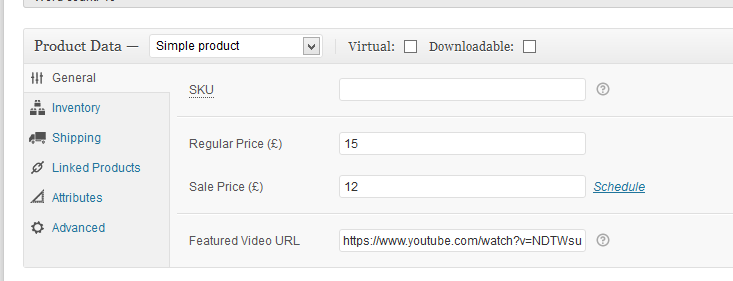 Product Data — Simple product Virtual: Downloadable:
General
SKU
Inventory
Shipping
Regular Price (£) 15
Linked Products
Sale Price (£) 12 Schedule
Attributes
Advanced
Featured Video URL https://www.youtube.com/watch?v=NDTWsu